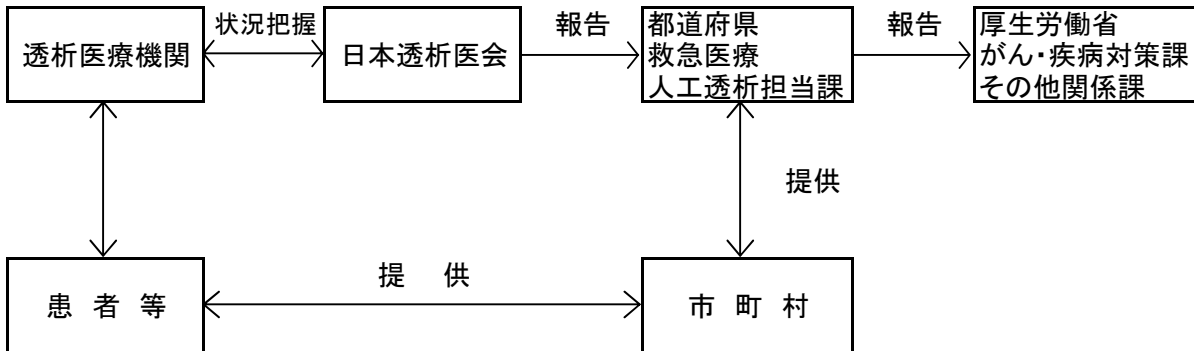 透析医療機関
状況把握
日本透析医会
報告
都道府県
救急医療
人工透析担当課
報告
厚生労働省
がん・疾病対策課
その他関係課
提供
患者等
提供
市町村